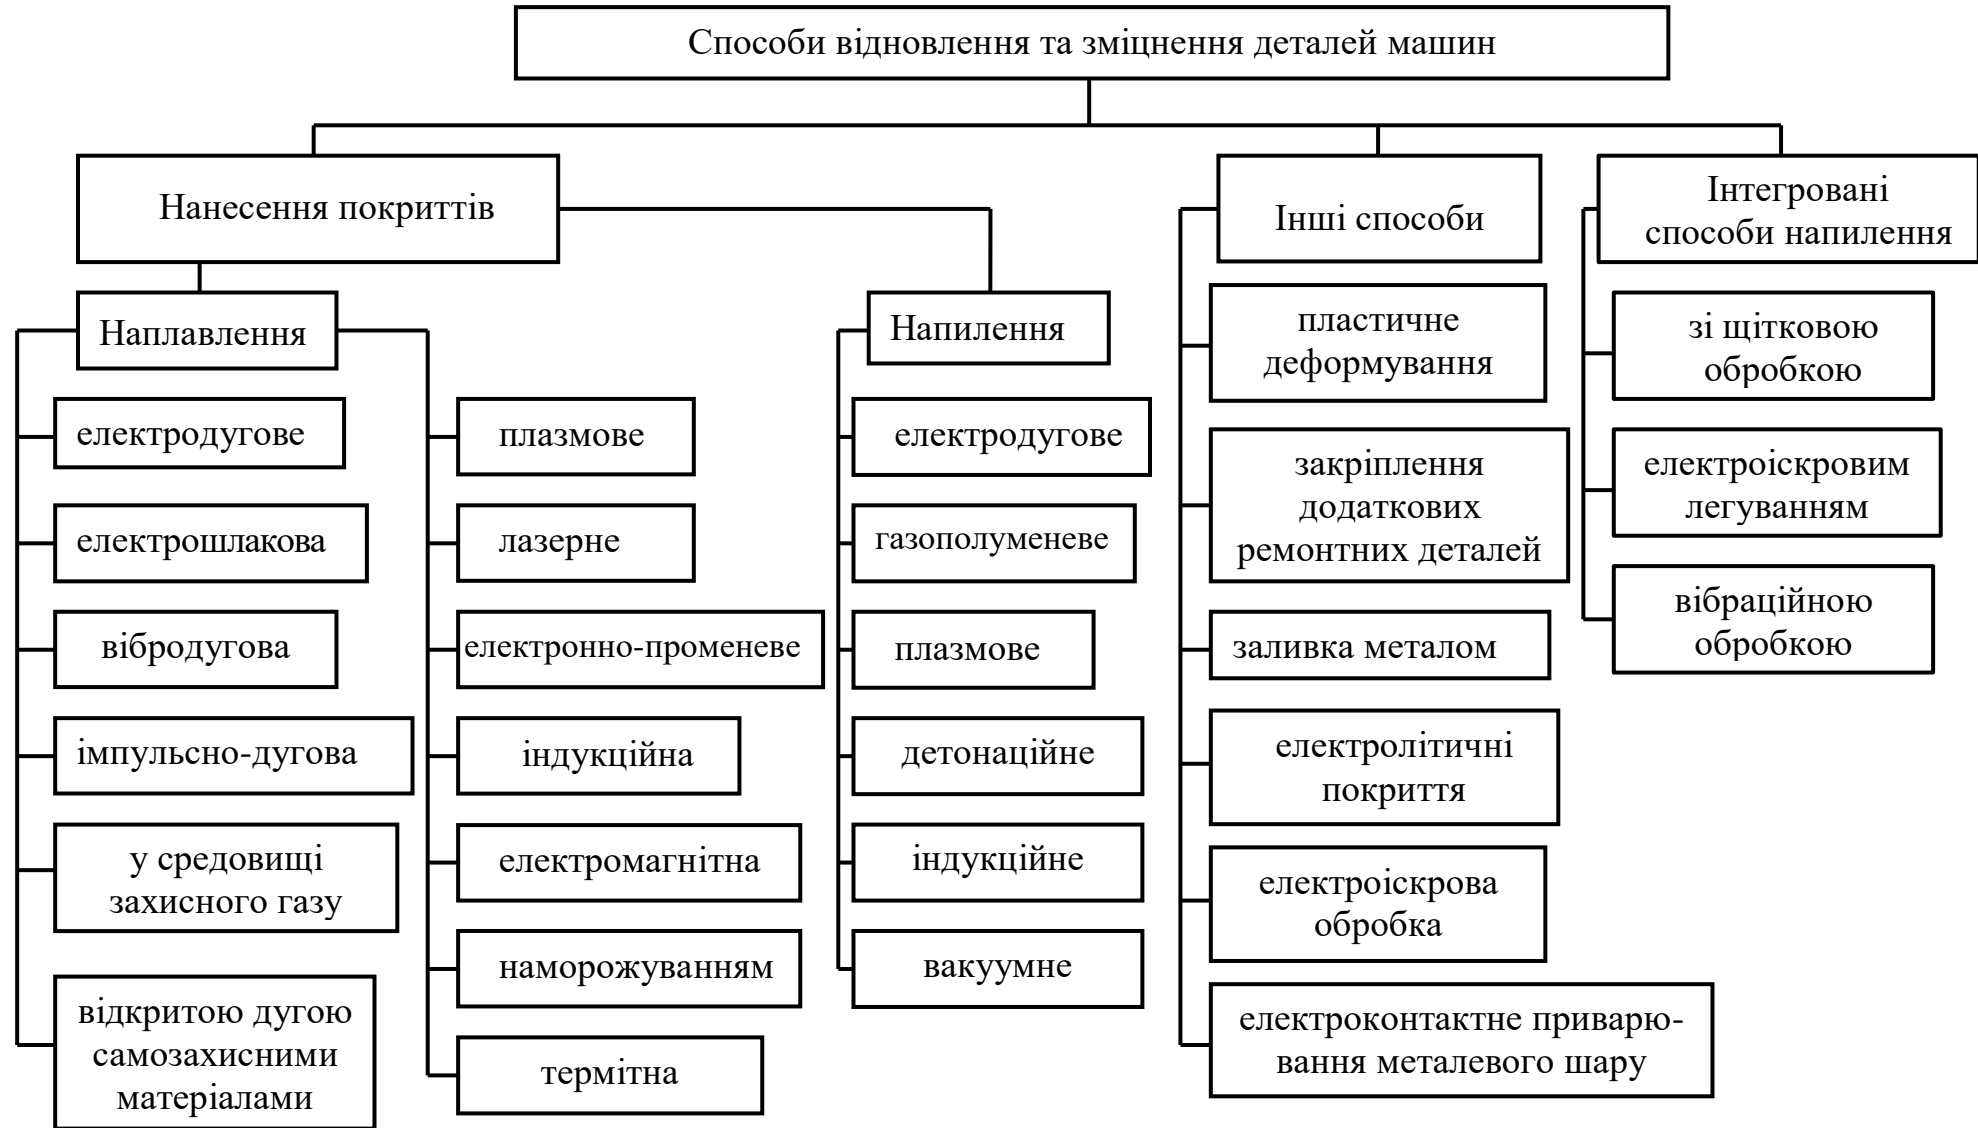 Способи відновлення та зміцнення деталей машин
Нанесення покриттів
Наплавлення
електродугове
електрошлакова
вібродугова
імпульсно-дугова
у средовищі
захисного газу
відкритою дугою
самозахисними
матеріалами
плазмове
лазерне
електронно-променеве
індукційна
електромагнітна
наморожуванням
термітна
Напилення
електродугове
газополуменеве
плазмове
детонаційне
індукційне
вакуумне
Інші способи
пластичне
деформування
закріплення
додаткових
ремонтних деталей
заливка металом
електролітичні
покриття
електроіскрова
обробка
електроконтактне приварю-
вання металевого шару
Інтегровані
способи напилення
зі щітковою
обробкою
електроіскровим
легуванням
вібраційною
обробкою